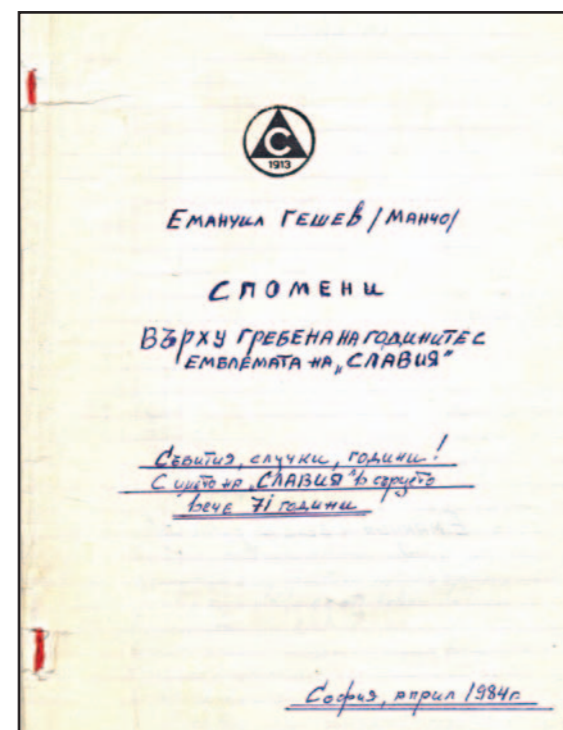 С
1913
Емануил Гешев /Манчо/
СПОМЕНИ
ВЪРХУ ГРЕБЕНА НА ГОДИНИТЕ С
ЕМБЛЕМАТА НА „СЛАВИЯ"
Събития, случки, години!
С името на „СЛАВИЯ" в сърцето
вече 71 години
София, април 1984г.